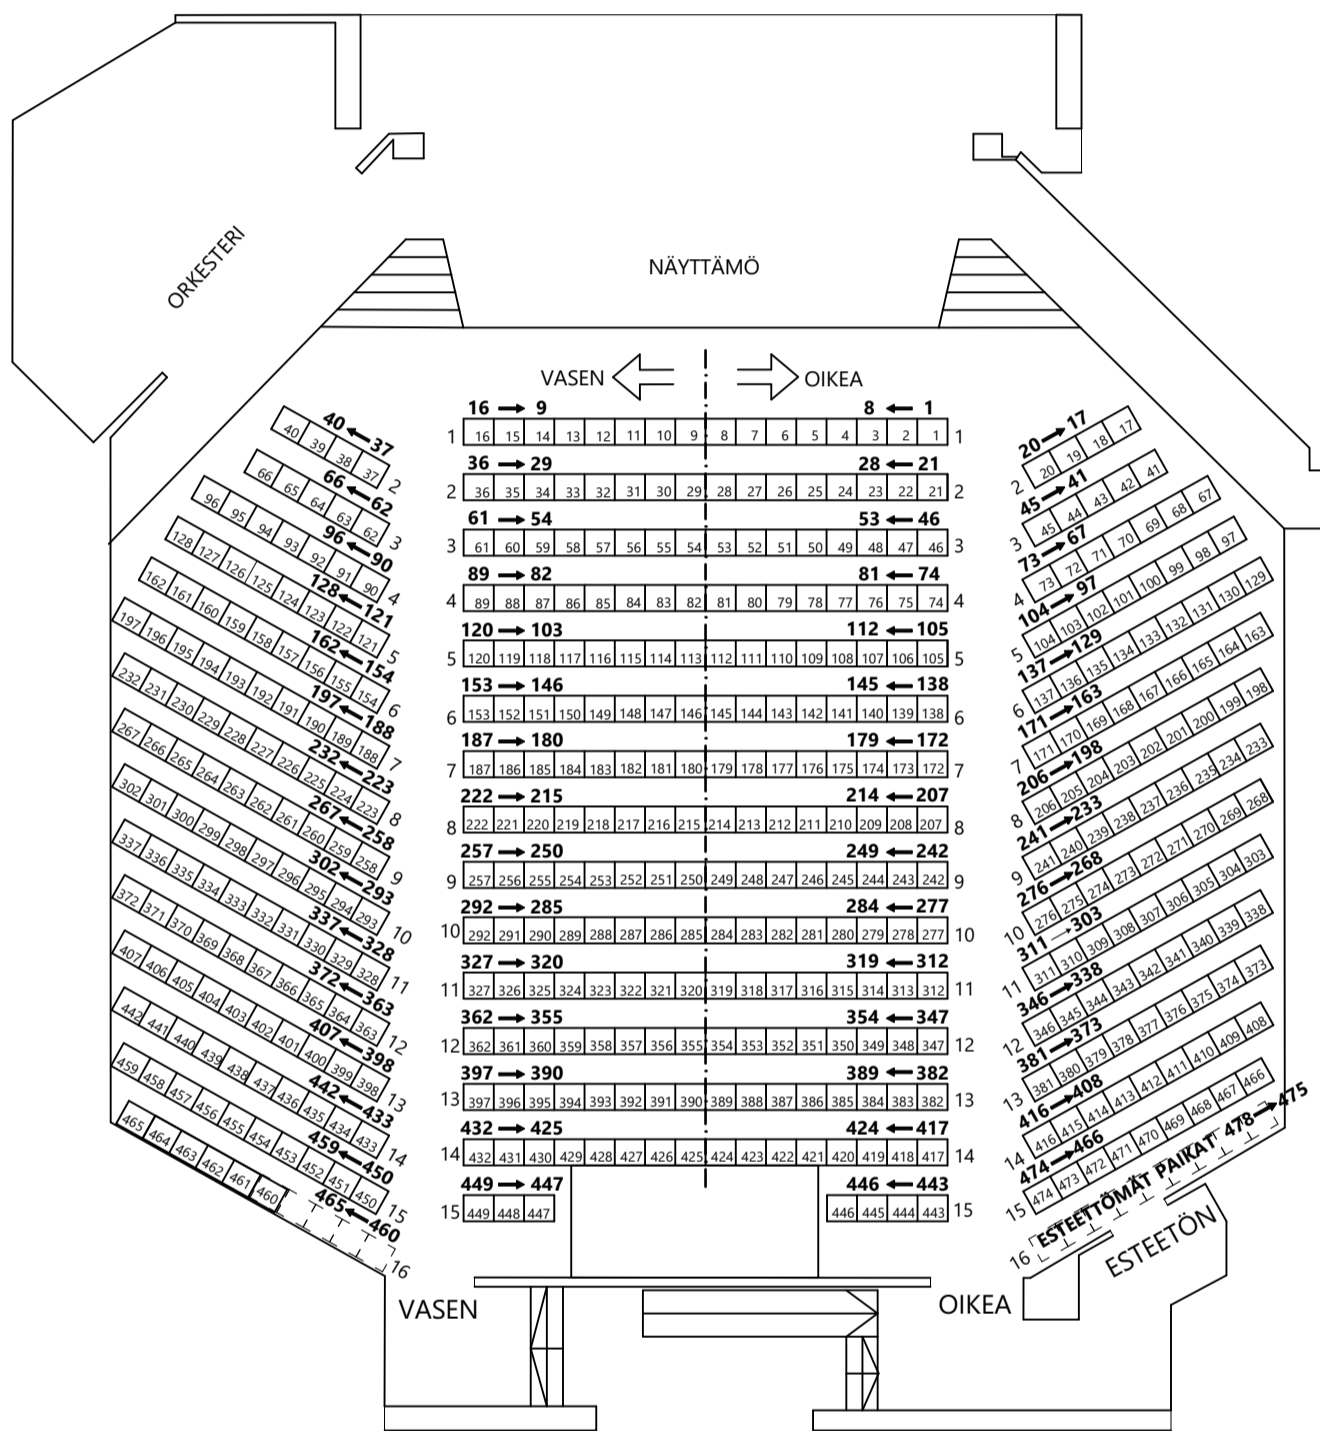 ORKESTERI
NÄYTTÄMÖ
VASEN
OIKEA
40 ← 37
40 39 38 37 2
66 ← 62
66 65 64 63 62 3
96 ← 90
96 95 94 93 92 91 90 4
128 ← 121
128 127 126 125 124 123 122 121 5
162 ← 154
162 161 160 159 158 157 156 155 154 6
197 ← 188
197 196 195 194 193 192 191 190 189 188 7
232 ← 223
232 231 230 229 228 227 226 225 224 223 8
267 ← 258
267 266 265 264 263 262 261 260 259 258 9
302 ← 293
302 301 300 299 298 297 296 295 294 293 10
337 ← 328
337 336 335 334 333 332 331 330 329 328 11
372 ← 363
372 371 370 369 368 367 366 365 364 363 12
407 ← 398
407 406 405 404 403 402 401 400 399 398 13
442 ← 433
442 441 440 439 438 437 436 435 434 433 14
459 ← 450
459 458 457 456 455 454 453 452 451 450 15
465 ← 460
465 464 463 462 461 460 16
16 → 9 8 ← 1
1 16 15 14 13 12 11 10 9 8 7 6 5 4 3 2 1 1
36 → 29 28 ← 21
2 36 35 34 33 32 31 30 29 28 27 26 25 24 23 22 21 2
61 → 54 53 ← 46
3 61 60 59 58 57 56 55 54 53 52 51 50 49 48 47 46 3
89 → 82 81 ← 74
4 89 88 87 86 85 84 83 82 81 80 79 78 77 76 75 74 4
120 → 103 112 ← 105
5 120 119 118 117 116 115 114 113 112 111 110 109 108 107 106 105 5
153 → 146 145 ← 138
6 153 152 151 150 149 148 147 146 145 144 143 142 141 140 139 138 6
187 → 180 179 ← 172
7 187 186 185 184 183 182 181 180 179 178 177 176 175 174 173 172 7
222 → 215 214 ← 207
8 222 221 220 219 218 217 216 215 214 213 212 211 210 209 208 207 8
257 → 250 249 ← 242
9 257 256 255 254 253 252 251 250 249 248 247 246 245 244 243 242 9
292 → 285 284 ← 277
10 292 291 290 289 288 287 286 285 284 283 282 281 280 279 278 277 10
327 → 320 319 ← 312
11 327 326 325 324 323 322 321 320 319 318 317 316 315 314 313 312 11
362 → 355 354 ← 347
12 362 361 360 359 358 357 356 355 354 353 352 351 350 349 348 347 12
397 → 390 389 ← 382
13 397 396 395 394 393 392 391 390 389 388 387 386 385 384 383 382 13
432 → 425 424 ← 417
14 432 431 430 429 428 427 426 425 424 423 422 421 420 419 418 417 14
449 → 447 446 ← 443
15 449 448 447 446 445 444 443 15
20 → 17
2 20 19 18 17
45 → 41
3 45 44 43 42 41
73 → 67
4 73 72 71 70 69 68 67
104 → 97
5 104 103 102 101 100 99 98 97
137 → 129
6 137 136 135 134 133 132 131 130 129
171 → 163
7 171 170 169 168 167 166 165 164 163
206 → 198
8 206 205 204 203 202 201 200 199 198
241 → 233
9 241 240 239 238 237 236 235 234 233
276 → 268
10 276 275 274 273 272 271 270 269 268
311 → 303
11 311 310 309 308 307 306 305 304 303
346 → 338
12 346 345 344 343 342 341 340 339 338
381 → 373
13 381 380 379 378 377 376 375 374 373
416 → 408
14 416 415 414 413 412 411 410 409 408
474 → 466
15 474 473 472 471 470 469 468 467 466
16 ESTEETTÖMÄT PAIKAT 478 → 475
ESTEETÖN
VASEN
OIKEA